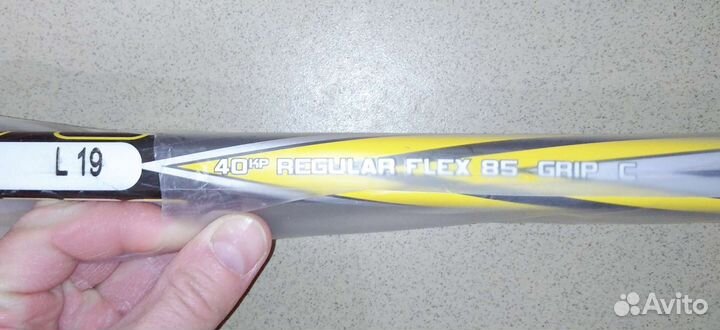 L 19
40KP REGULAR FLEX 85 GRIP C
Avito